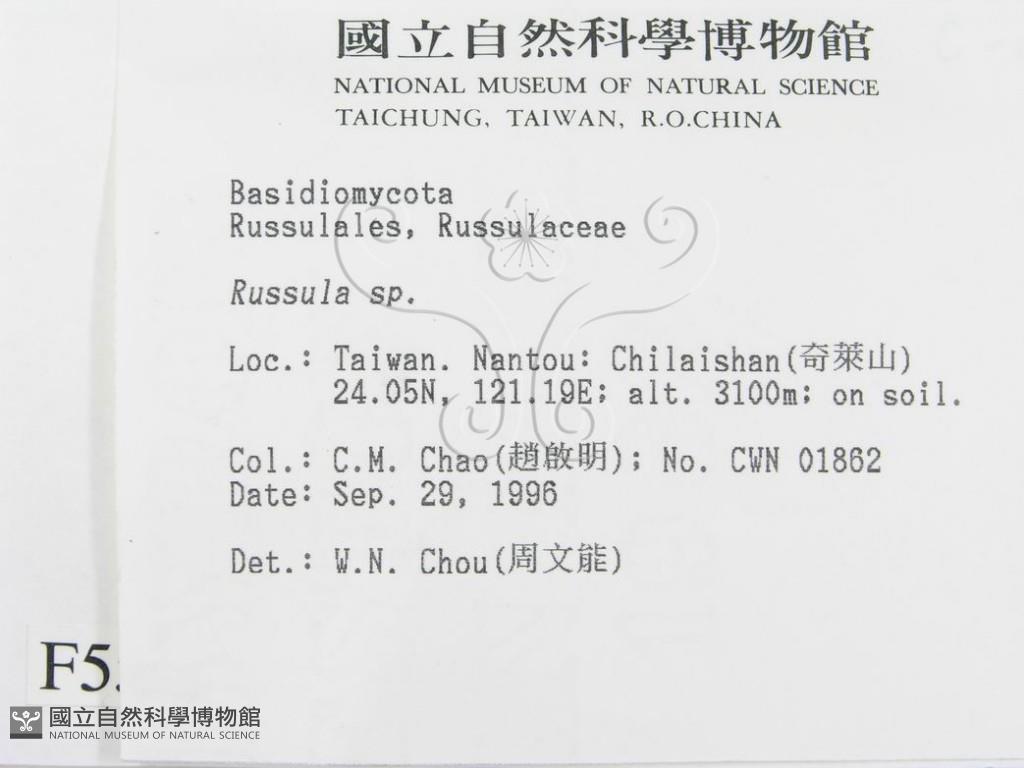 國立自然科學博物館
NATIONAL MUSEUM OF NATURAL SCIENCE
TAICHUNG, TAIWAN, R.O.CHINA
Basidiomycota
Russulales, Russulaceae
Russula sp.
Loc.: Taiwan. Nantou: Chilaishan(奇萊山)
24.05N, 121.19E; alt. 3100m; on soil.
Col.: C.M. Chao(趙啟明); No. CWN 01862
Date: Sep. 29, 1996
Det.: W.N. Chou(周文能)
F5
國立自然科學博物館
NATIONAL MUSEUM OF NATURAL SCIENCE